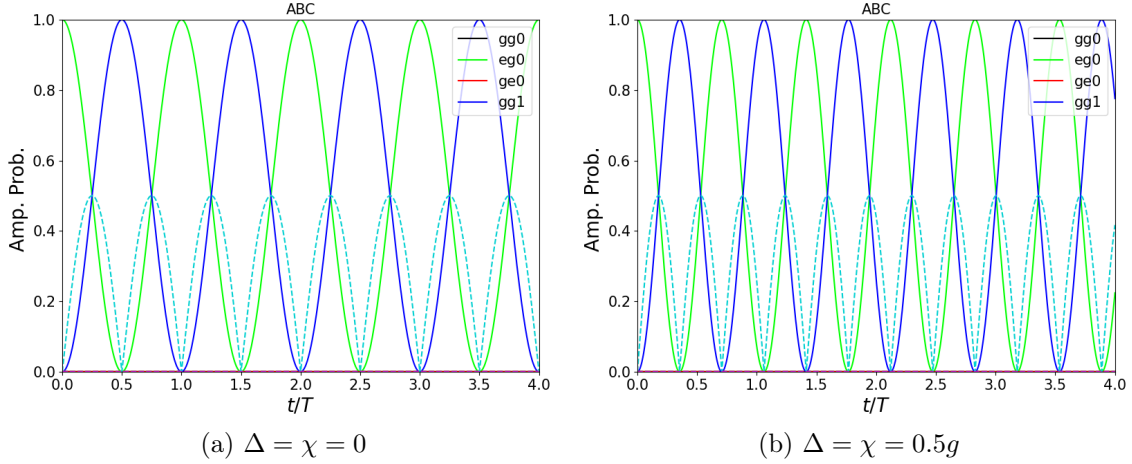 ABC
Amp. Prob.
1.0
0.8
0.6
0.4
0.2
0.0
gg0
eg0
ge0
gg1
0.0 0.5 1.0 1.5 2.0 2.5 3.0 3.5 4.0
t/T
(a) Δ = χ = 0
ABC
Amp. Prob.
1.0
0.8
0.6
0.4
0.2
0.0
gg0
eg0
ge0
gg1
0.0 0.5 1.0 1.5 2.0 2.5 3.0 3.5 4.0
t/T
(b) Δ = χ = 0.5g